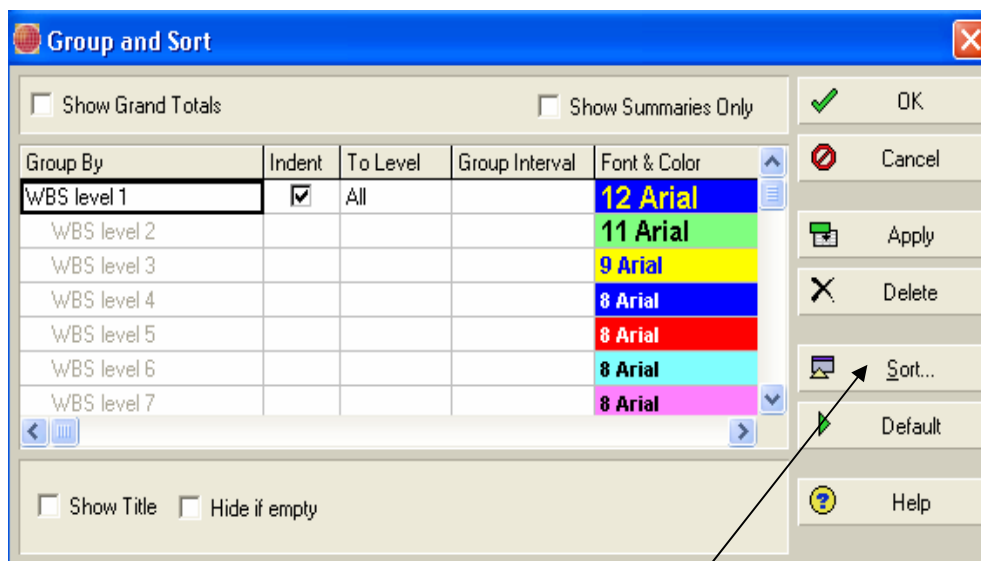 Group and Sort
Show Grand Totals
Show Summaries Only
OK
Group By
Indent
To Level
Group Interval
Font & Color
Cancel
WBS level 1
All
12 Arial
WBS level 2
11 Arial
Apply
WBS level 3
9 Arial
WBS level 4
8 Arial
Delete
WBS level 5
8 Arial
WBS level 6
8 Arial
Sort...
WBS level 7
8 Arial
Default
Show Title
Hide if empty
Help